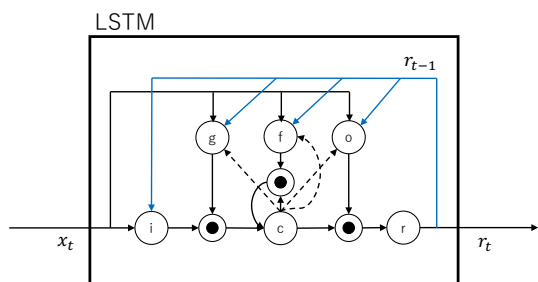 LSTM
r_{t−1}
g f o
i c r
x_t r_t